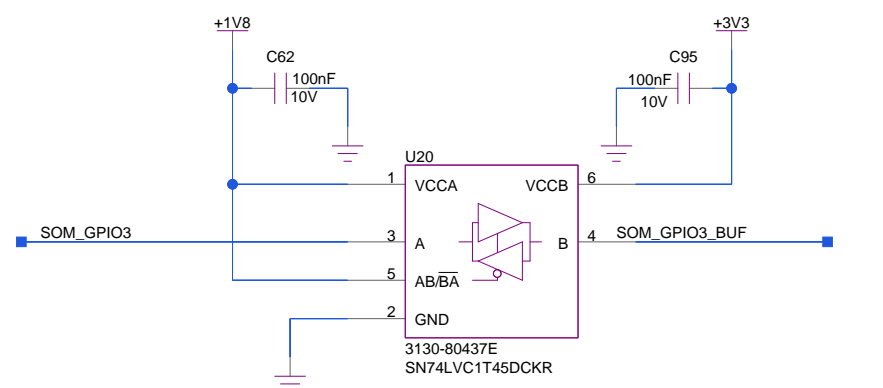 +1V8
+3V3
C62
C95
100nF
10V
100nF
10V
U20
1
VCCA
VCCB
6
SOM_GPIO3
3
A
B
4
SOM_GPIO3_BUF
5
AB/BA
2
GND
3130-80437E
SN74LVC1T45DCKR